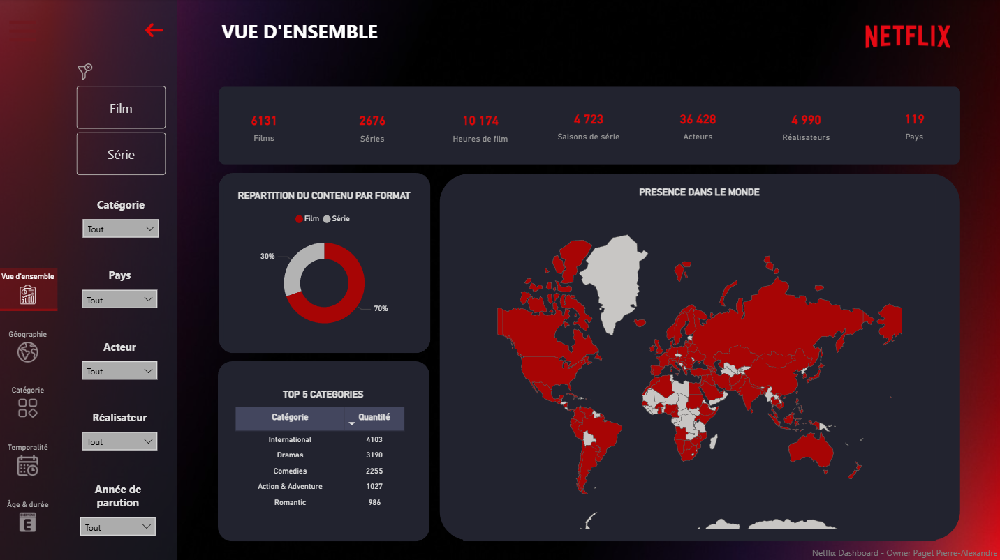 VUE D'ENSEMBLE
NETFLIX
Film
Série
Catégorie
Tout
Pays
Tout
Acteur
Tout
Réalisateur
Tout
Année de
parution
Tout
Vue d'ensemble
Géographie
Catégorie
Temporalité
Âge & durée
EVERYONE
E
6131
Films
2676
Séries
10 174
Heures de film
4 723
Saisons de série
36 428
Acteurs
4 990
Réalisateurs
119
Pays
REPARTITION DU CONTENU PAR FORMAT
Film Série
30%
70%
TOP 5 CATEGORIES
Catégorie Quantité
International 4103
Dramas 3190
Comedies 2255
Action & Adventure 1027
Romantic 986
PRESENCE DANS LE MONDE
Netflix Dashboard - Owner Paget Pierre-Alexandre